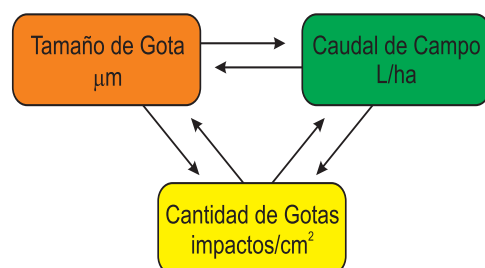 Tamaño de Gota
μm
Caudal de Campo
L/ha
Cantidad de Gotas
impactos/cm²